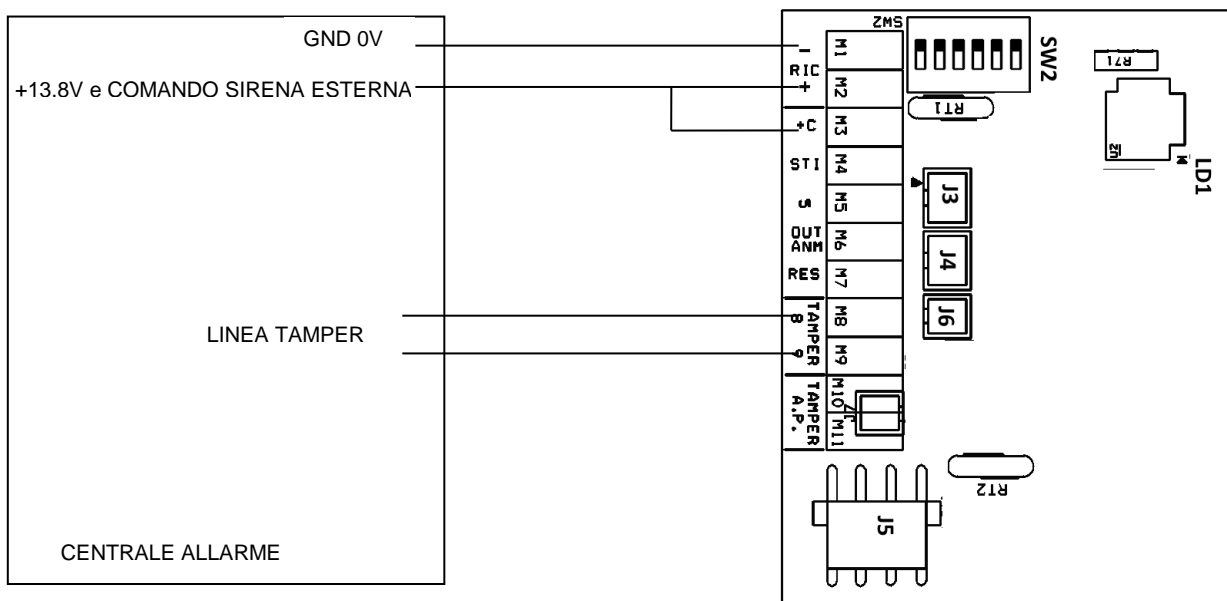 GND 0V
+13.8V e COMANDO SIRENA ESTERNA
LINEA TAMPER
CENTRALE ALLARME
-
RIC
+
+C
STI
S
OUT
ANM
RES
TAMPER
TAMPER
A.P.
M1
M2
M3
M4
M5
M6
M7
M8
M9
M10
M11
SW2
SW2
RT1
J3
J4
J6
J7
J5
RT2
R71
LD1